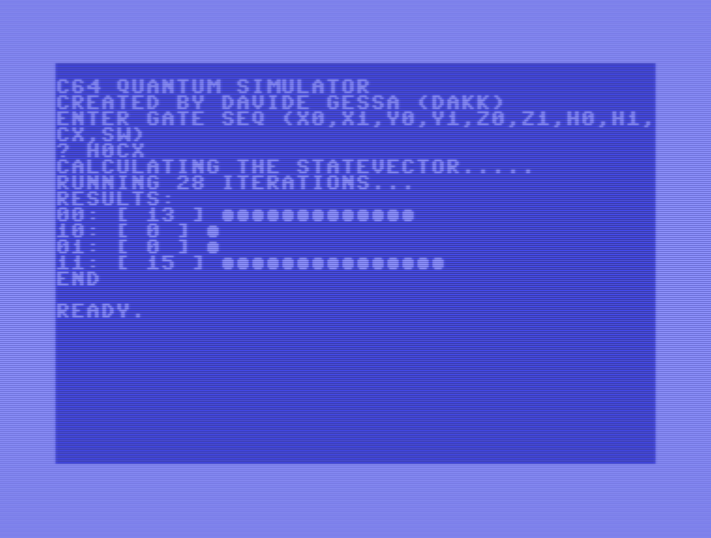 C64 QUANTUM SIMULATOR
CREATED BY DAVIDE GESSA (DAKK)
ENTER GATE SEQ (X0,X1,Y0,Y1,Z0,Z1,H0,H1,
CX,SW)
? H0CX
CALCULATING THE STATEVECTOR.....
RUNNING 28 ITERATIONS...
RESULTS:
00: [ 13 ] ●●●●●●●●●●●●●
10: [ 0 ] ●
01: [ 0 ] ●
11: [ 15 ] ●●●●●●●●●●●●●●●
END
READY.